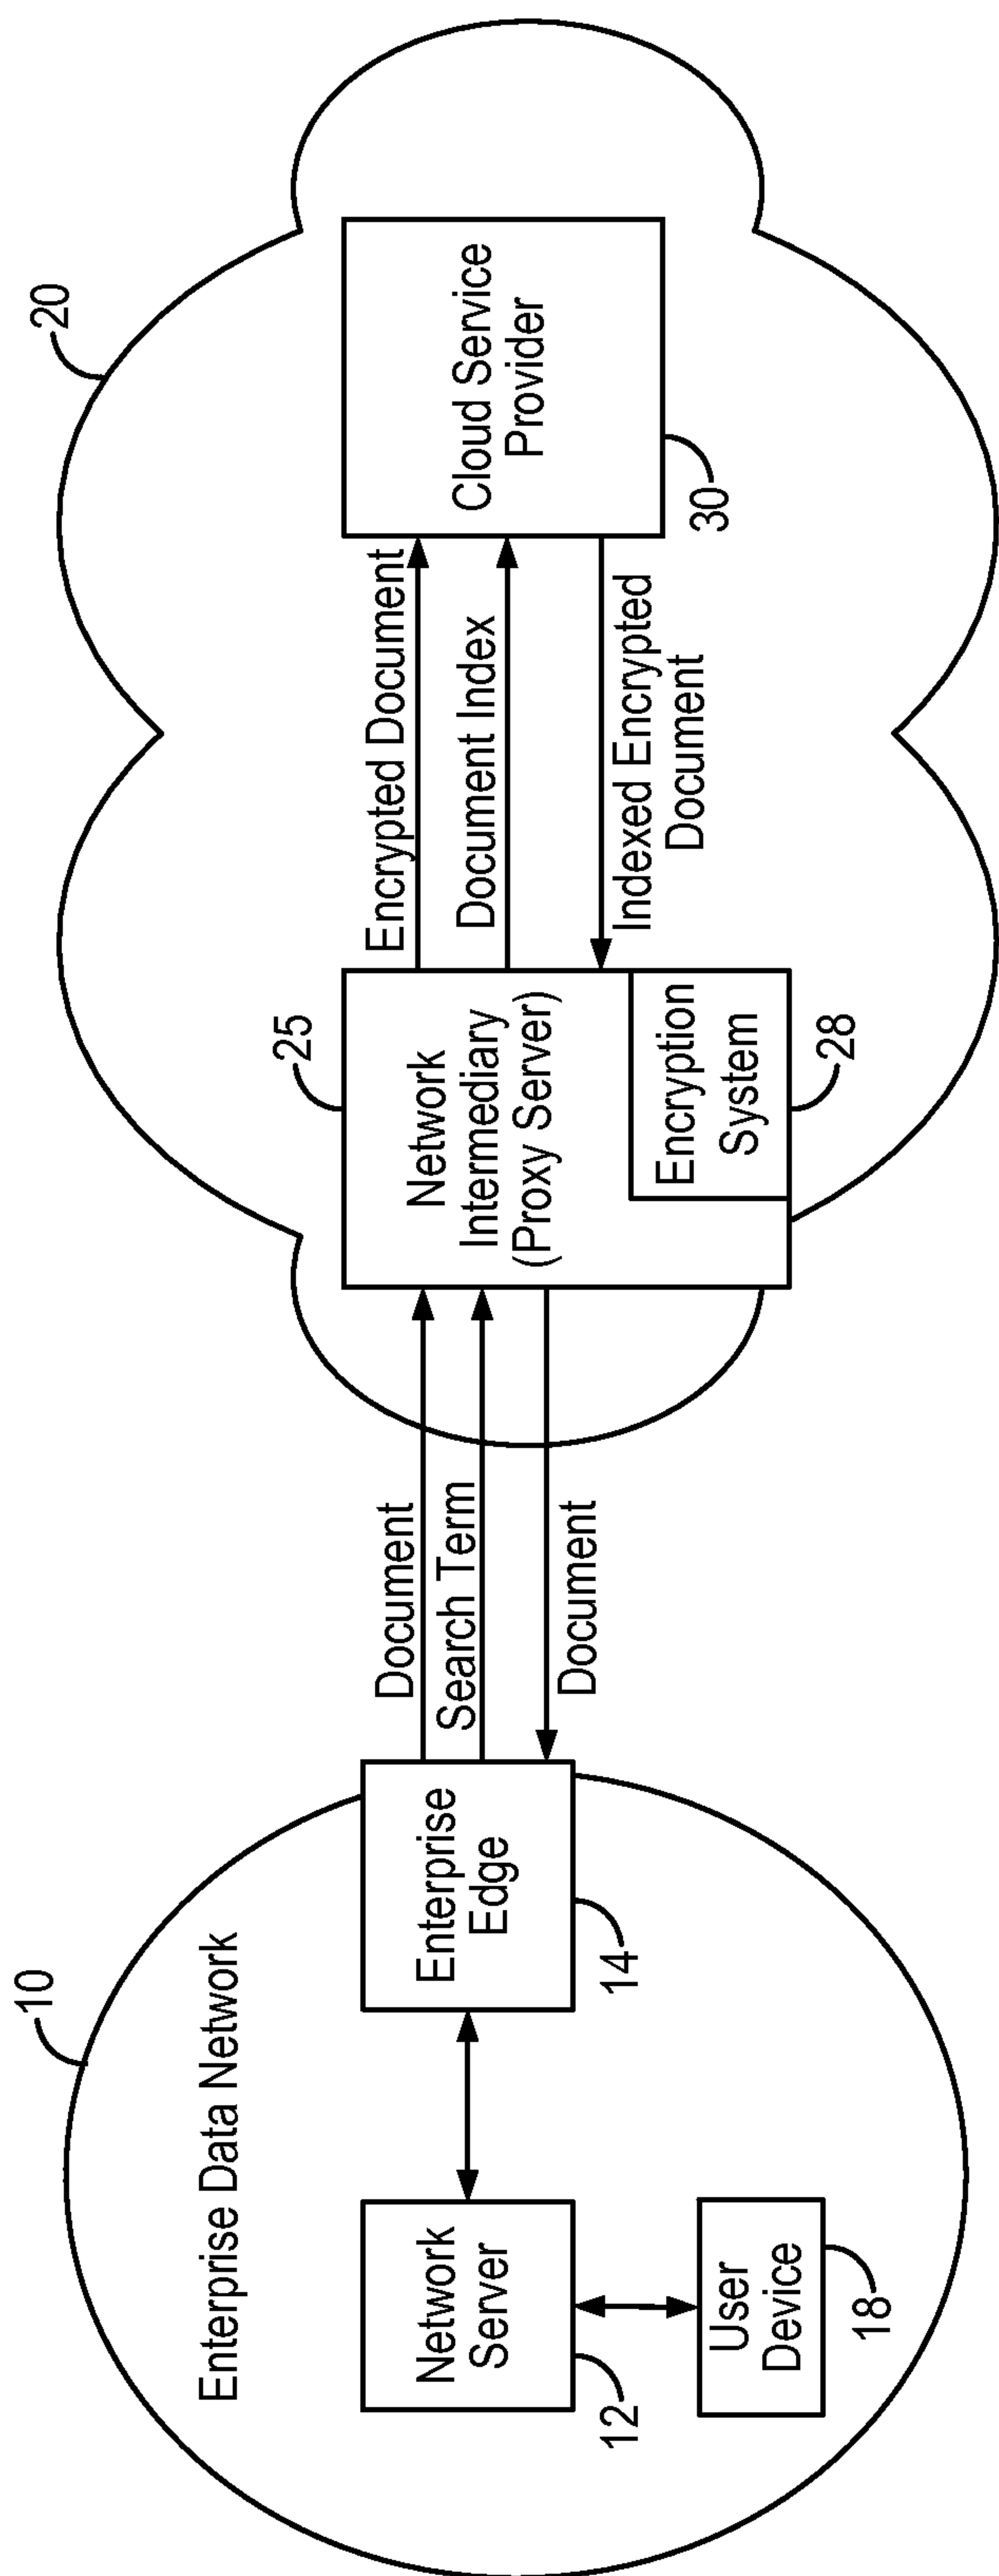 10
Enterprise Data Network
Network
Server
12
User
Device
18
Enterprise
Edge
14
Document
Search Term
Document
20
25
Network
Intermediary
(Proxy Server)
Encryption
System
28
Encrypted Document
Document Index
Indexed Encrypted
Document
Cloud Service
Provider
30